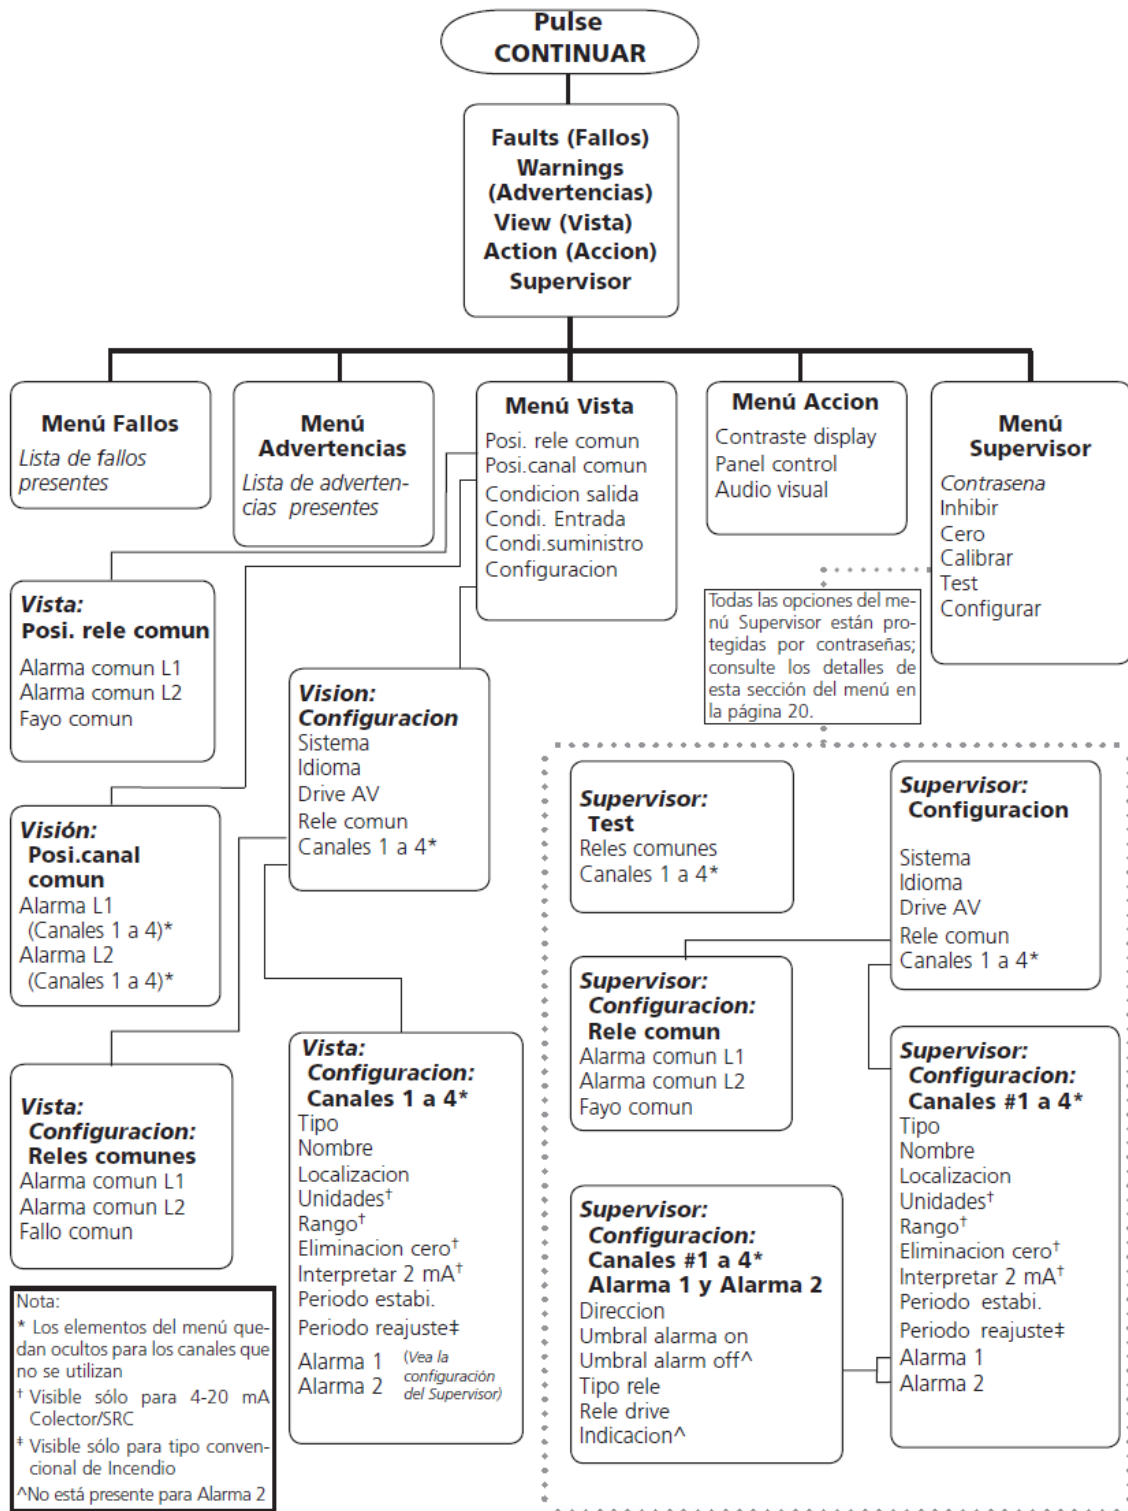 Pulse
CONTINUAR
Faults (Fallos)
Warnings
(Advertencias)
View (Vista)
Action (Accion)
Supervisor
Menú Fallos
Lista de fallos
presentes
Menú
Advertencias
Lista de adverten-
cias presentes
Menú Vista
Posi. rele comun
Posi.canal comun
Condicion salida
Condi. Entrada
Condi.suministro
Configuracion
Menú Accion
Contraste display
Panel control
Audio visual
Menú
Supervisor
Contrasena
Inhibir
Cero
Calibrar
Test
Configurar
Todas las opciones del me-
nú Supervisor están pro-
tegidas por contraseñas;
consulte los detalles de
esta sección del menú en
la página 20.
Vista:
Posi. rele comun
Alarma comun L1
Alarma comun L2
Fayo comun
Vision:
Configuracion
Sistema
Idioma
Drive AV
Rele comun
Canales 1 a 4*
Visión:
Posi.canal
comun
Alarma L1
(Canales 1 a 4)*
Alarma L2
(Canales 1 a 4)*
Supervisor:
Test
Reles comunes
Canales 1 a 4*
Supervisor:
Configuracion
Sistema
Idioma
Drive AV
Rele comun
Canales 1 a 4*
Supervisor:
Configuracion:
Rele comun
Alarma comun L1
Alarma comun L2
Fayo comun
Vista:
Configuracion:
Reles comunes
Alarma comun L1
Alarma comun L2
Fallo comun
Vista:
Configuracion:
Canales 1 a 4*
Tipo
Nombre
Localizacion
Unidades†
Rango†
Eliminacion cero†
Interpretar 2 mA†
Periodo estabi.
Periodo reajuste‡
Alarma 1 (Vea la
configuración
Alarma 2 del Supervisor)
Supervisor:
Configuracion:
Canales #1 a 4*
Tipo
Nombre
Localizacion
Unidades†
Rango†
Eliminacion cero†
Interpretar 2 mA†
Periodo estabi.
Periodo reajuste‡
Alarma 1
Alarma 2
Supervisor:
Configuracion:
Canales #1 a 4*
Alarma 1 y Alarma 2
Direccion
Umbral alarma on
Umbral alarm off^
Tipo rele
Rele drive
Indicacion^
Nota:
* Los elementos del menú que-
dan ocultos para los canales que
no se utilizan
† Visible sólo para 4-20 mA
Colector/SRC
‡ Visible sólo para tipo conven-
cional de Incendio
^No está presente para Alarma 2